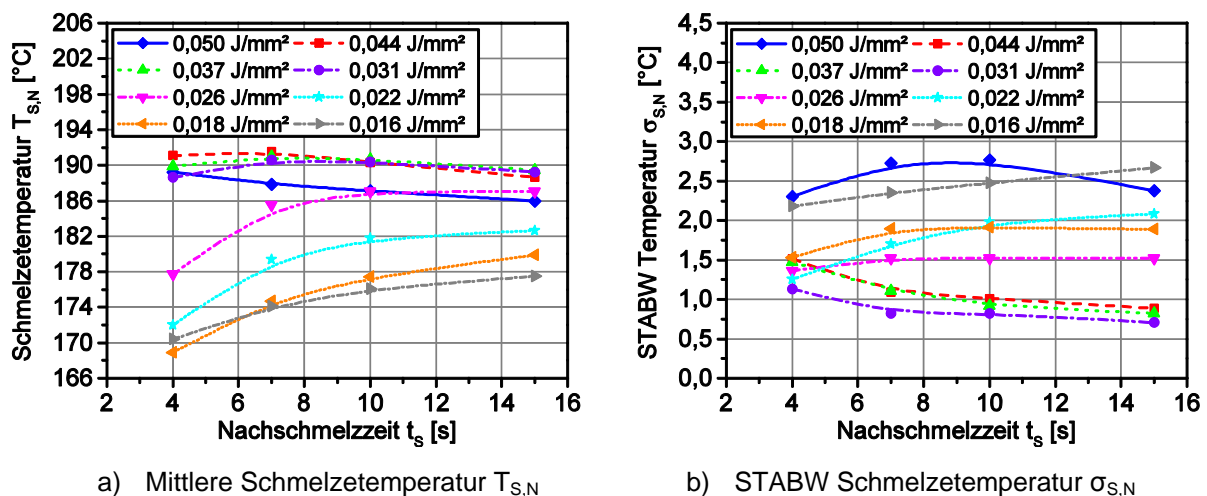 206
202
198
194
190
186
182
178
174
170
166
Schmelzetemperatur T_S,N [°C]
0,050 J/mm² 0,044 J/mm²
0,037 J/mm² 0,031 J/mm²
0,026 J/mm² 0,022 J/mm²
0,018 J/mm² 0,016 J/mm²
2 4 6 8 10 12 14 16
Nachschmelzzeit t_S [s]
a) Mittlere Schmelzetemperatur T_S,N
4,5
4,0
3,5
3,0
2,5
2,0
1,5
1,0
0,5
0,0
STABW Temperatur σ_S,N [°C]
0,050 J/mm² 0,044 J/mm²
0,037 J/mm² 0,031 J/mm²
0,026 J/mm² 0,022 J/mm²
0,018 J/mm² 0,016 J/mm²
2 4 6 8 10 12 14 16
Nachschmelzzeit t_S [s]
b) STABW Schmelzetemperatur σ_S,N